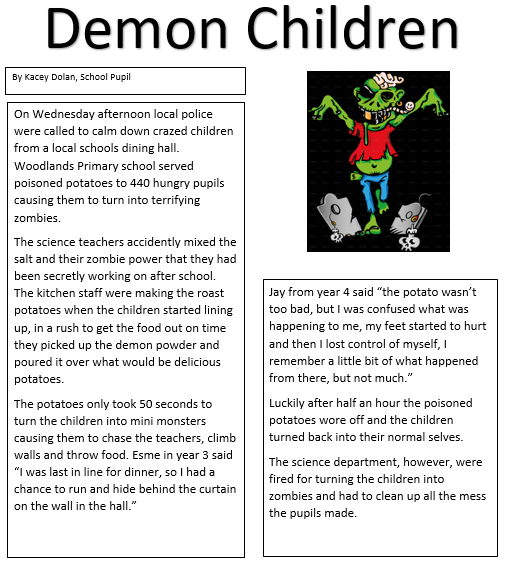 Demon Children
By Kacey Dolan, School Pupil
On Wednesday afternoon local police
were called to calm down crazed children
from a local schools dining hall.
Woodlands Primary school served
poisoned potatoes to 440 hungry pupils
causing them to turn into terrifying
zombies.
The science teachers accidently mixed the
salt and their zombie power that they had
been secretly working on after school.
The kitchen staff were making the roast
potatoes when the children started lining
up, in a rush to get the food out on time
they picked up the demon powder and
poured it over what would be delicious
potatoes.
The potatoes only took 50 seconds to
turn the children into mini monsters
causing them to chase the teachers, climb
walls and throw food. Esme in year 3 said
“I was last in line for dinner, so I had a
chance to run and hide behind the curtain
on the wall in the hall.”
Jay from year 4 said “the potato wasn’t
too bad, but I was confused what was
happening to me, my feet started to hurt
and then I lost control of myself, I
remember a little bit of what happened
from there, but not much.”
Luckily after half an hour the poisoned
potatoes wore off and the children
turned back into their normal selves.
The science department, however, were
fired for turning the children into
zombies and had to clean up all the mess
the pupils made.